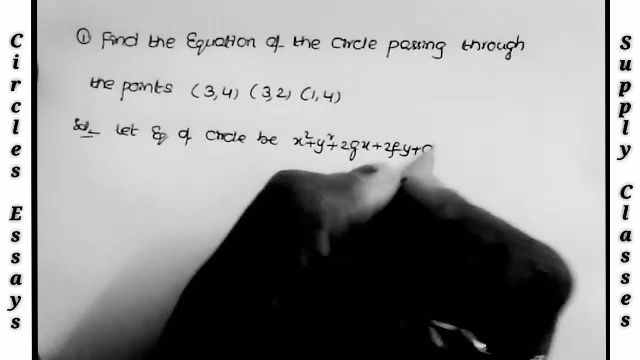 Circles Essays
① Find the Equation of the Circle passing through
the points (3,4) (3,2) (1,4)
Sol:- Let Eq of circle be x²+y²+2gx+2fy+c
Supply Classes